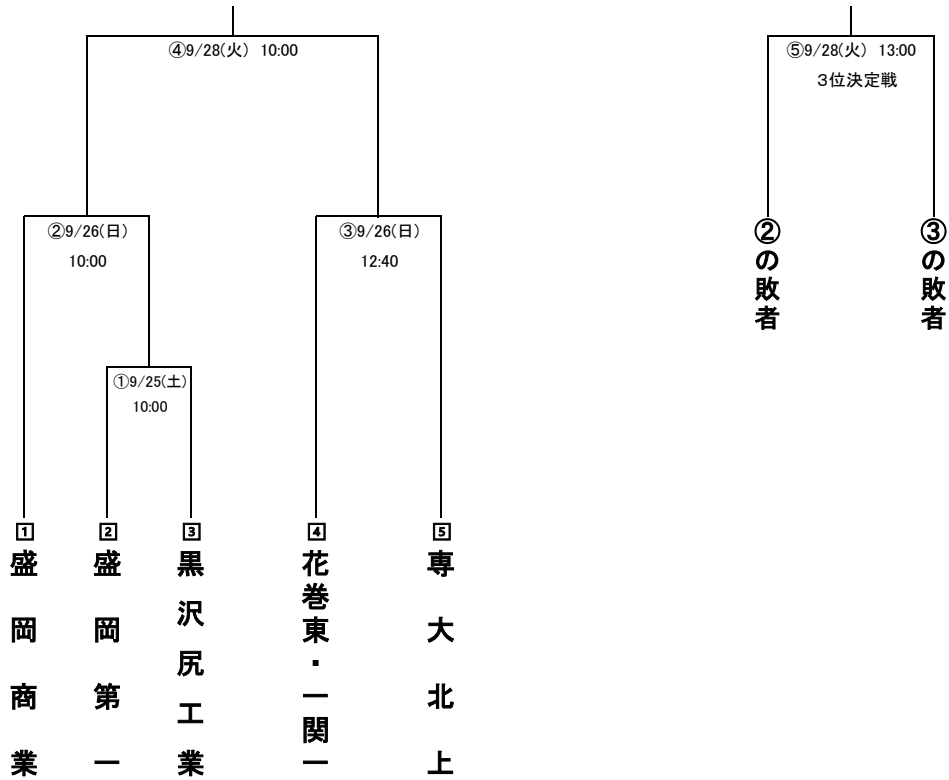 ④9/28(火) 10:00
⑤9/28(火) 13:00
3位決定戦
②9/26(日)
10:00
③9/26(日)
12:40
②の敗者
③の敗者
①9/25(土)
10:00
1 盛岡商業
2 盛岡第一
3 黒沢尻工業
4 花巻東・一関一
5 専大北上